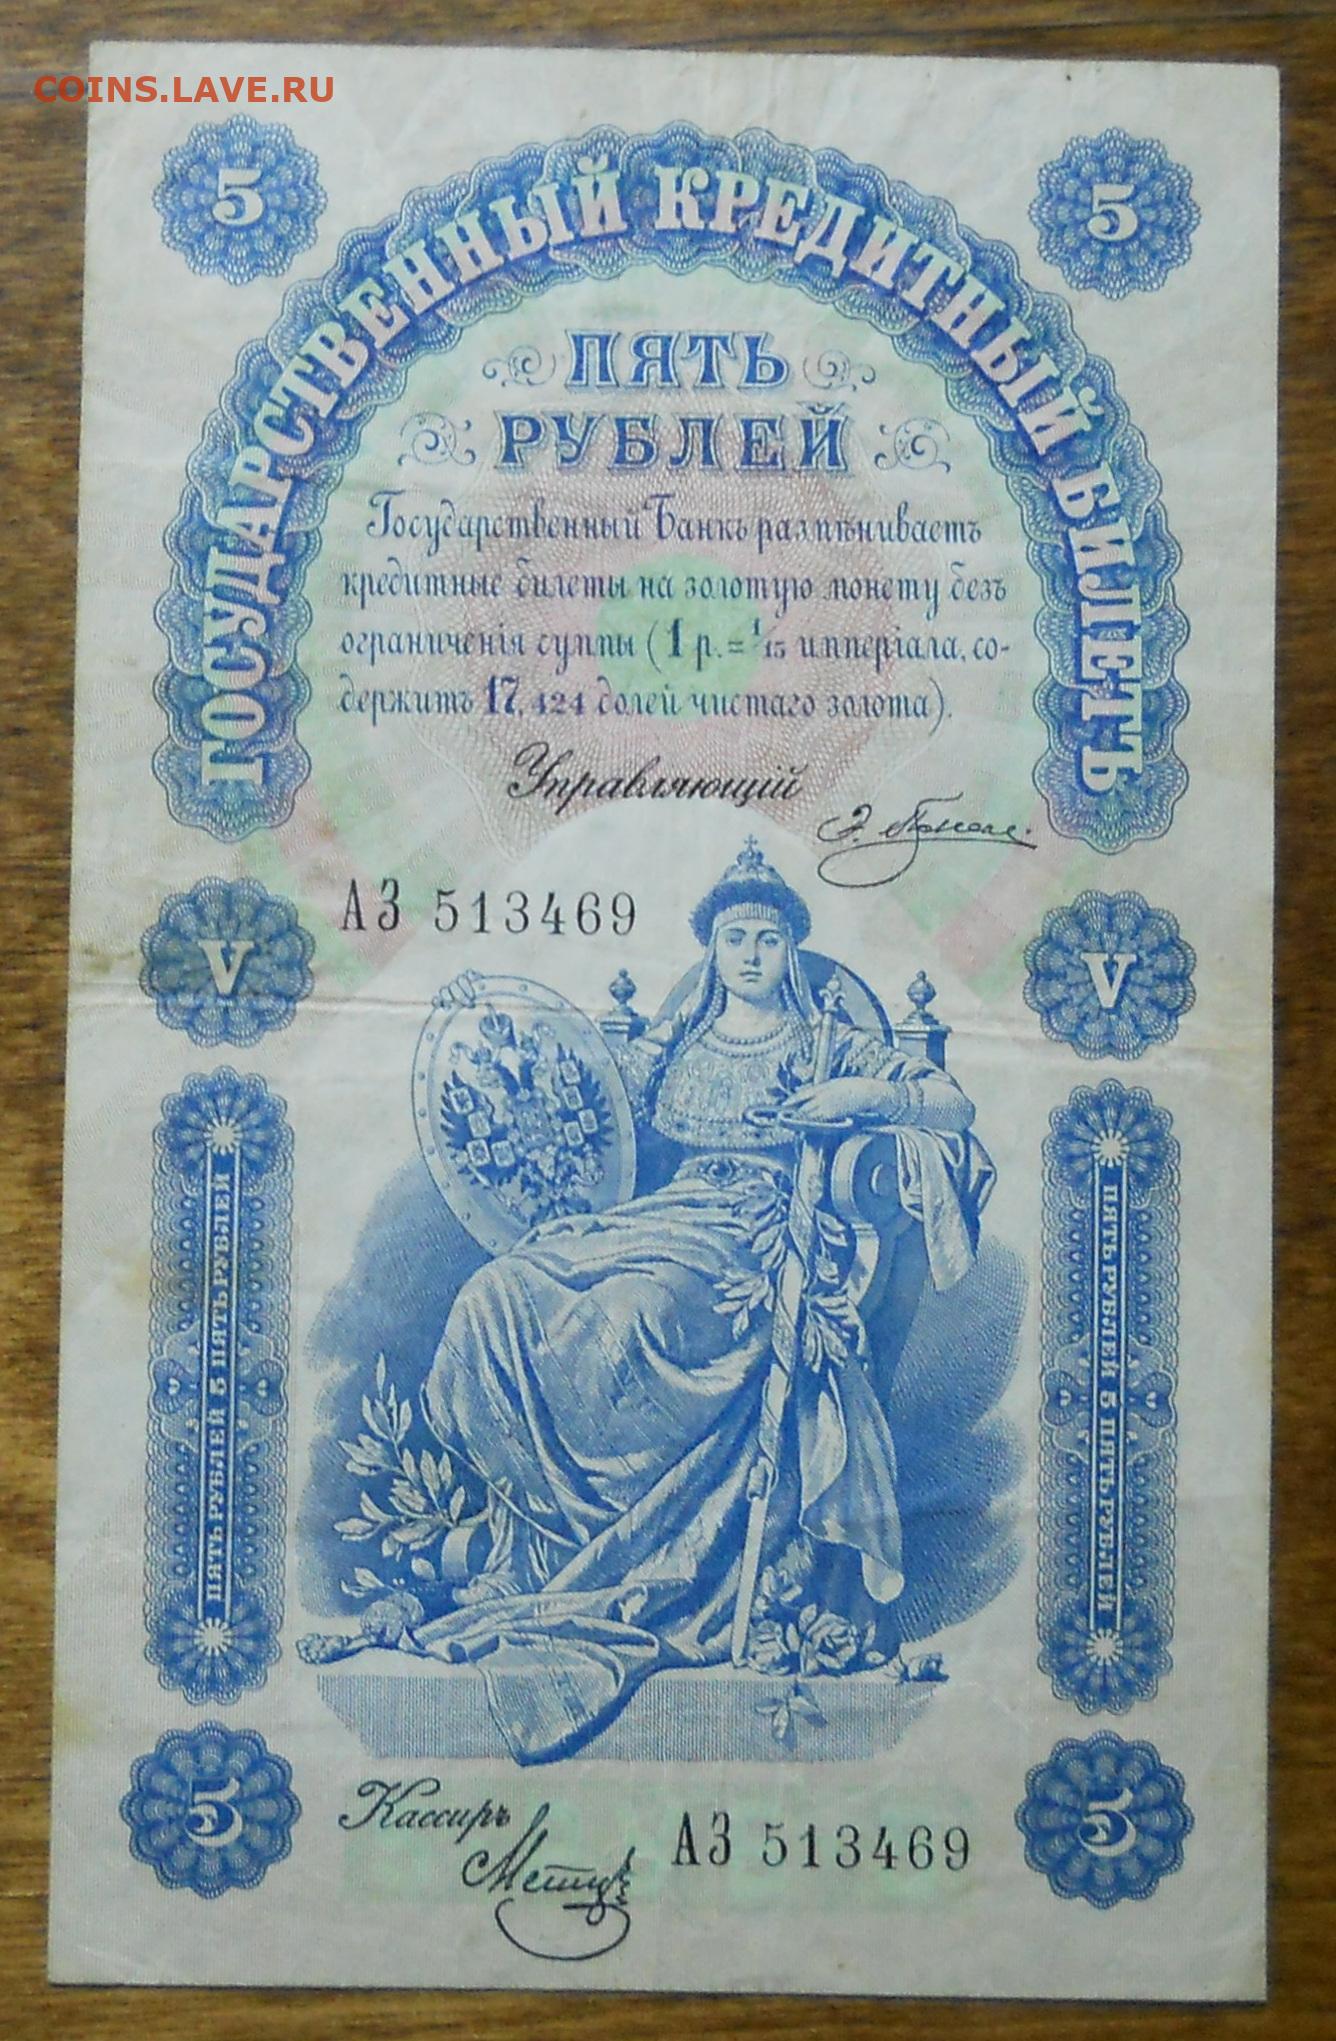 COINS.LAVE.RU
5 5
ГОСУДАРСТВЕННЫЙ КРЕДИТНЫЙ БИЛЕТЪ
ПЯТЬ
РУБЛЕЙ
Государственный Банкъ размѣниваетъ
кредитные билеты на золотую монету безъ
ограниченія суммы (1 р. = 1/15 имперіала, со-
держитъ 17,424 долей чистаго золота).
Управляющій
АЗ 513469
V V
ПЯТЬ РУБЛЕЙ 5 ПЯТЬ РУБЛЕЙ
ПЯТЬ РУБЛЕЙ 5 ПЯТЬ РУБЛЕЙ
Кассиръ
АЗ 513469
5 5